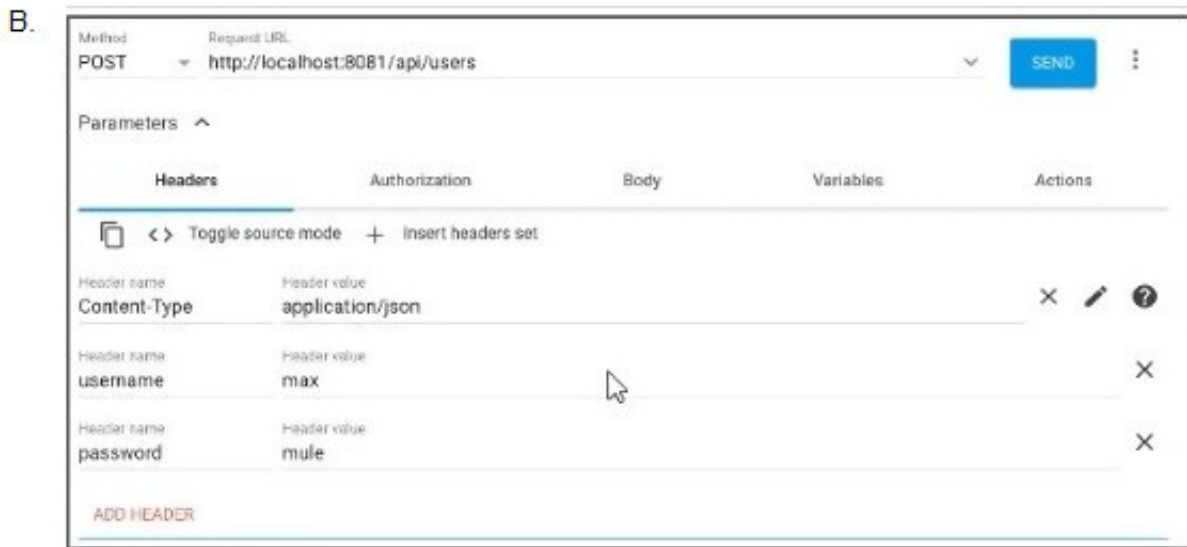 B.
Method Request URL
POST http://localhost:8081/api/users SEND
Parameters
Headers Authorization Body Variables Actions
<> Toggle source mode + Insert headers set
Header name Header value
Content-Type application/json
Header name Header value
username max
Header name Header value
password mule
ADD HEADER